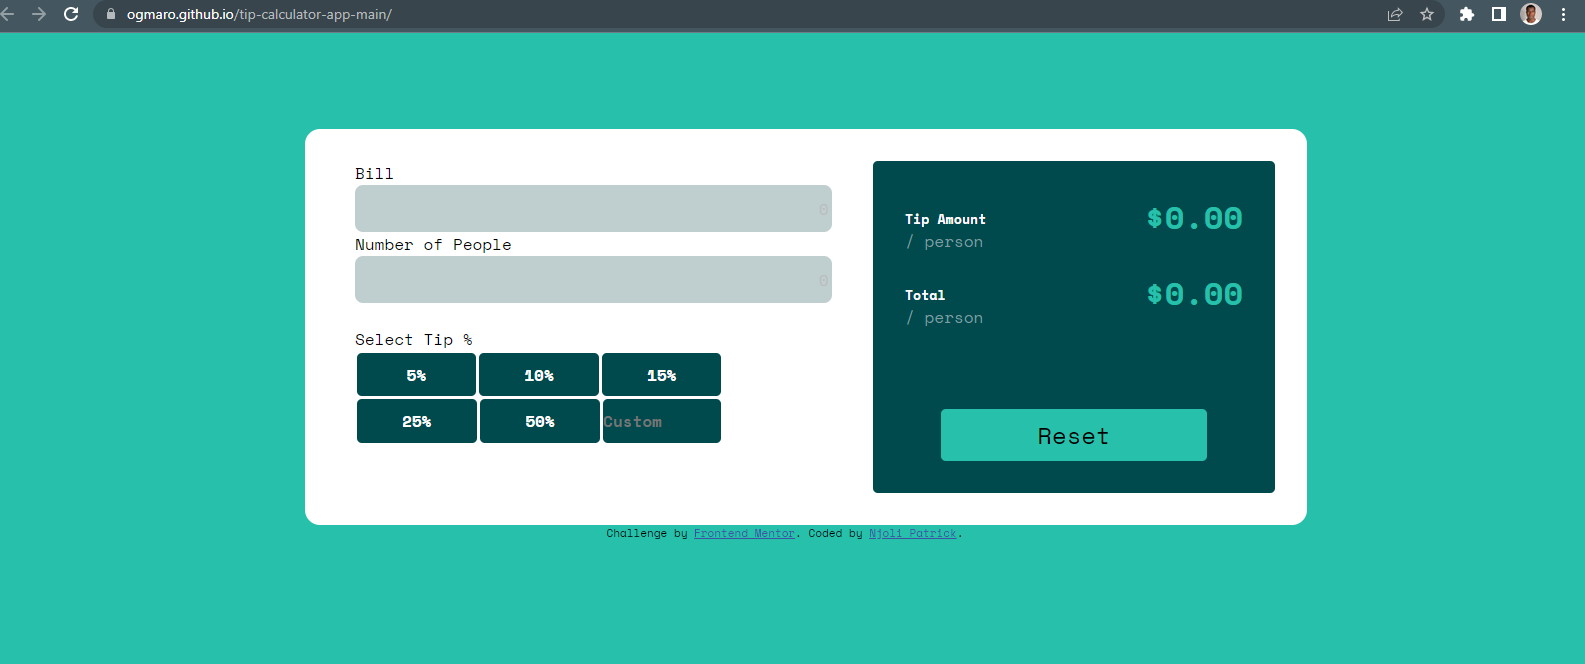 ogmaro.github.io/tip-calculator-app-main/
Bill
0
Number of People
0
Select Tip %
5% 10% 15%
25% 50% Custom
Tip Amount $0.00
/ person
Total $0.00
/ person
Reset
Challenge by Frontend Mentor. Coded by Njoli Patrick.